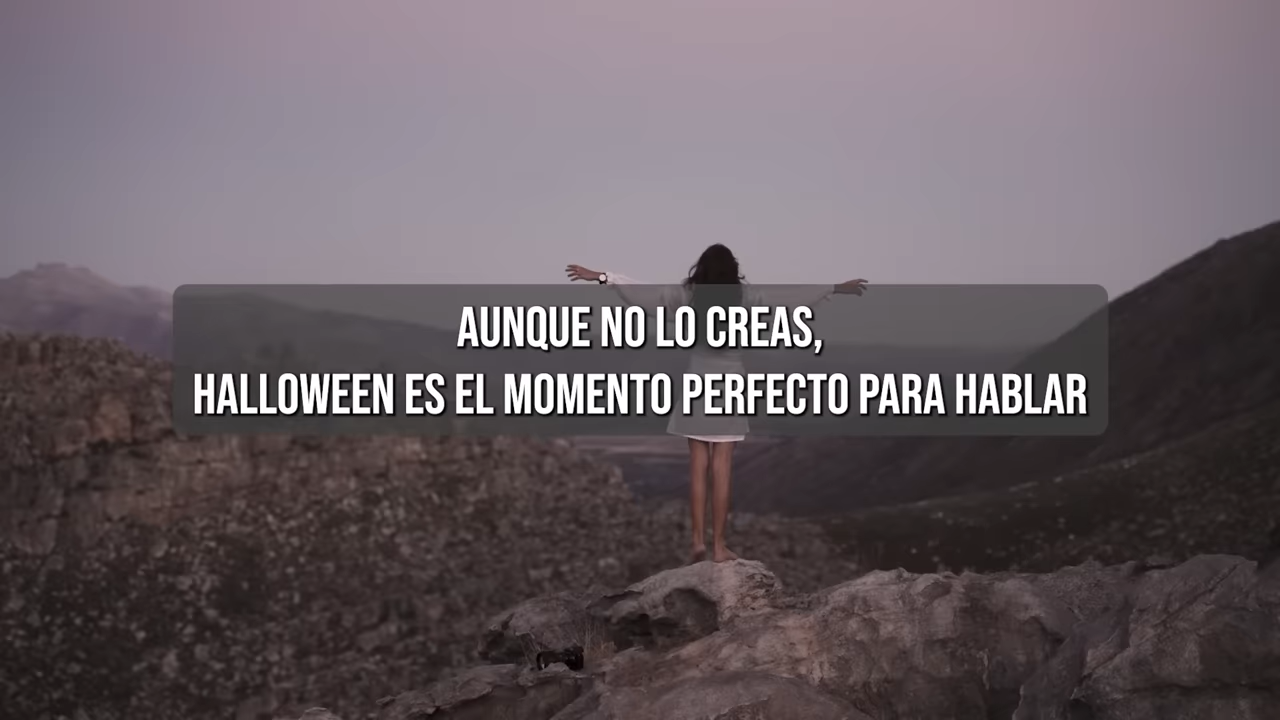 AUNQUE NO LO CREAS,
HALLOWEEN ES EL MOMENTO PERFECTO PARA HABLAR